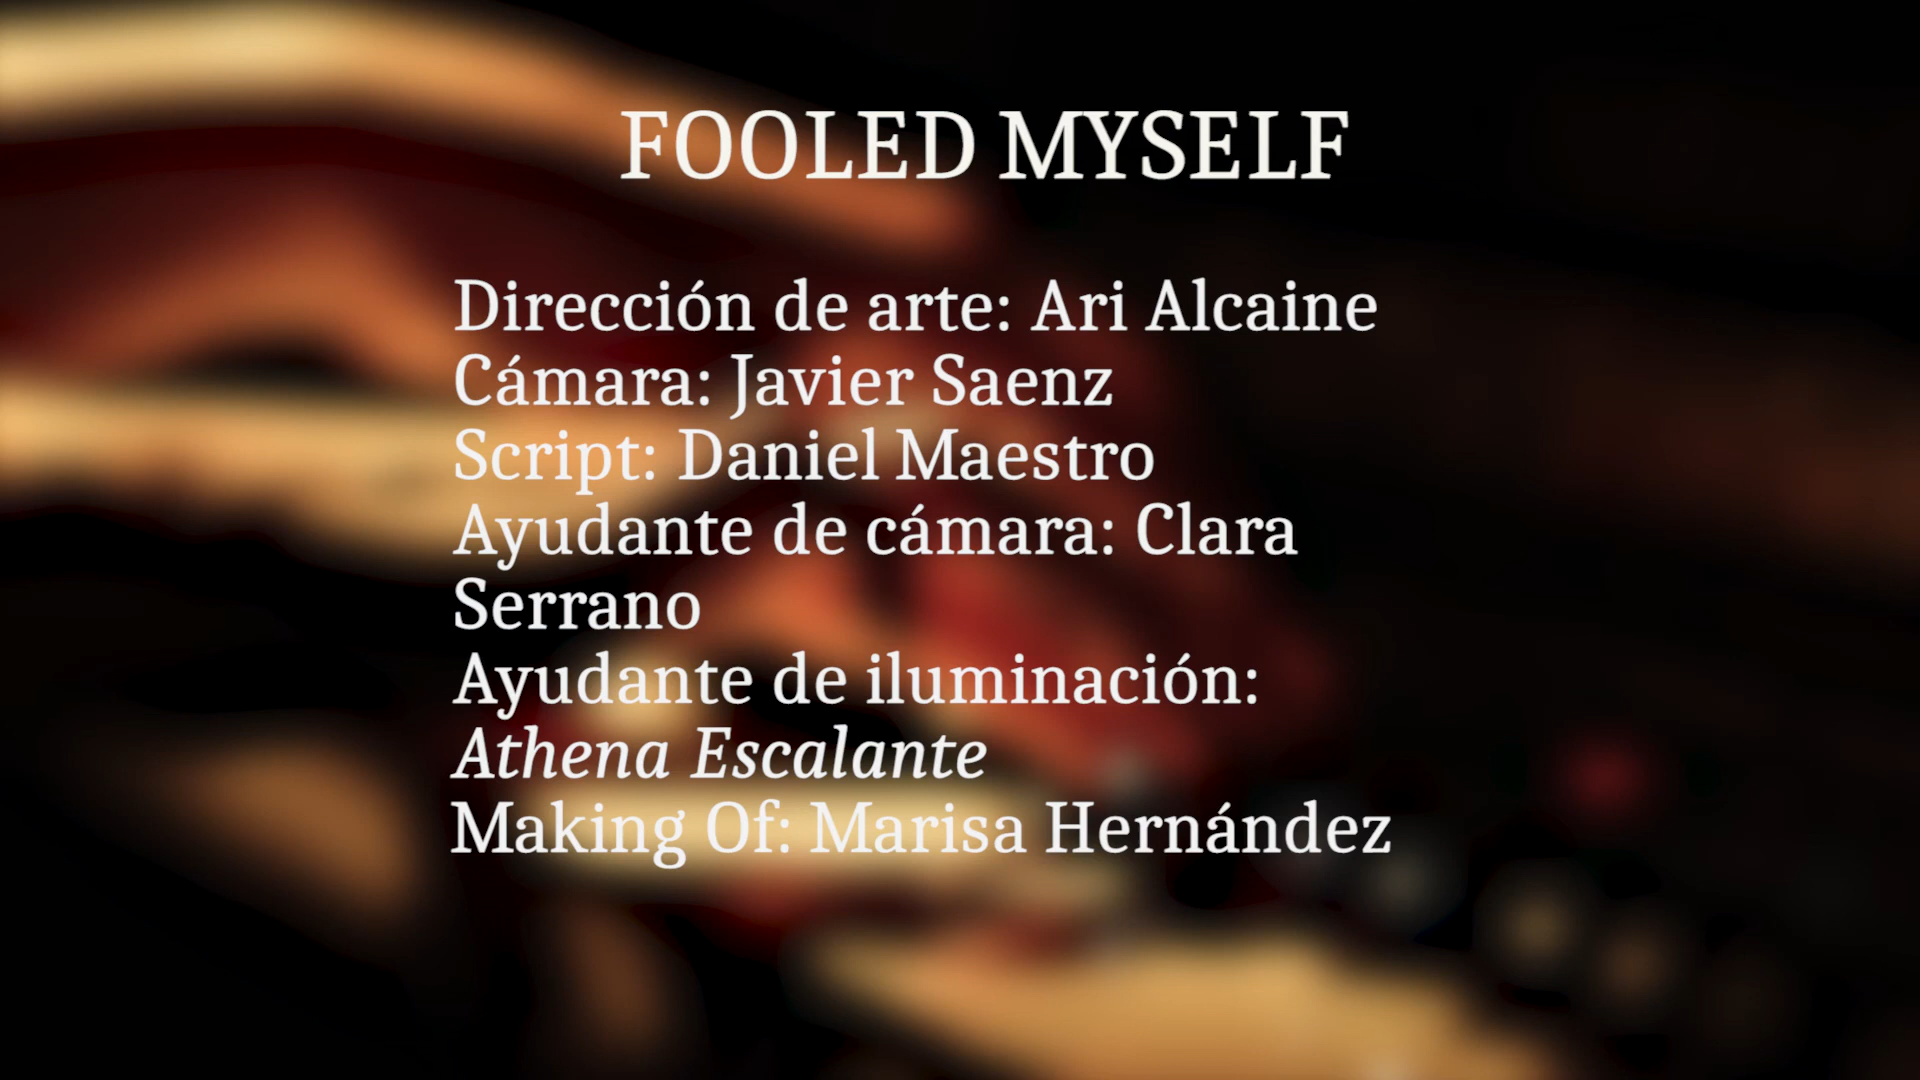 FOOLED MYSELF
Dirección de arte: Ari Alcaine
Cámara: Javier Saenz
Script: Daniel Maestro
Ayudante de cámara: Clara
Serrano
Ayudante de iluminación:
Athena Escalante
Making Of: Marisa Hernández